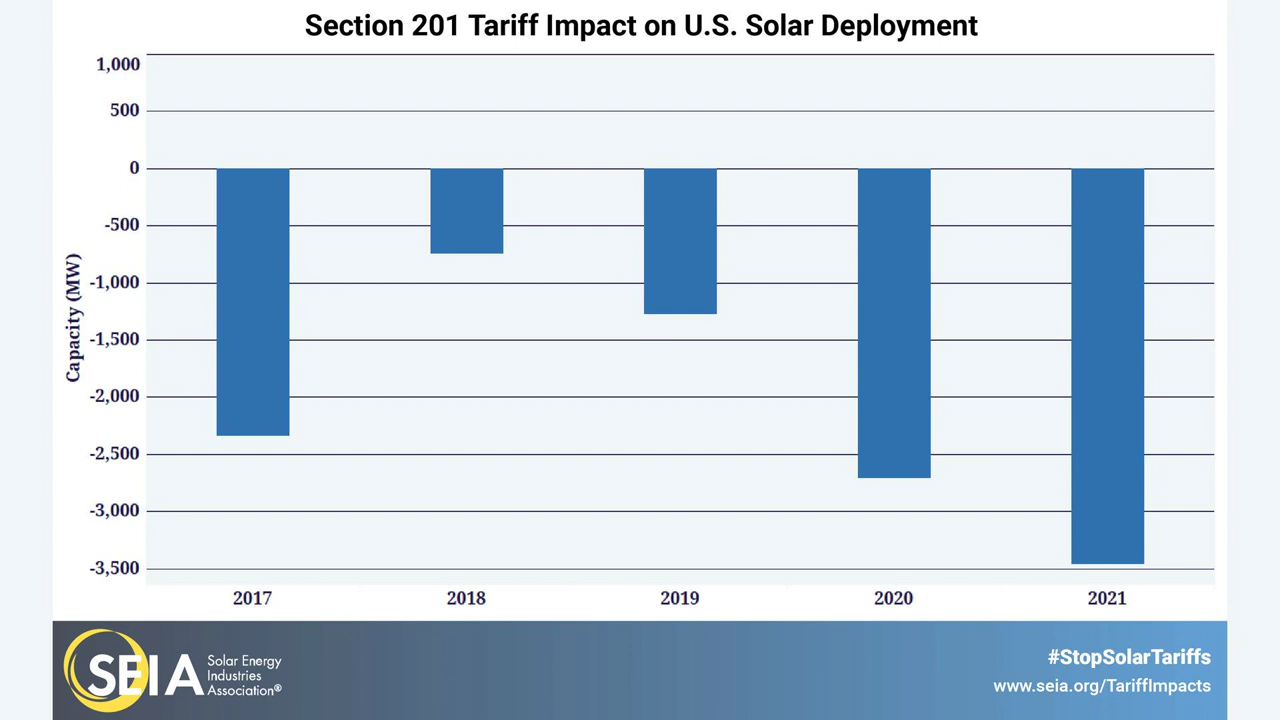 Section 201 Tariff Impact on U.S. Solar Deployment
1,000
500
0
-500
-1,000
-1,500
-2,000
-2,500
-3,000
-3,500
Capacity (MW)
2017 2018 2019 2020 2021
SEIA
Solar Energy
Industries
Association®
#StopSolarTariffs
www.seia.org/TariffImpacts